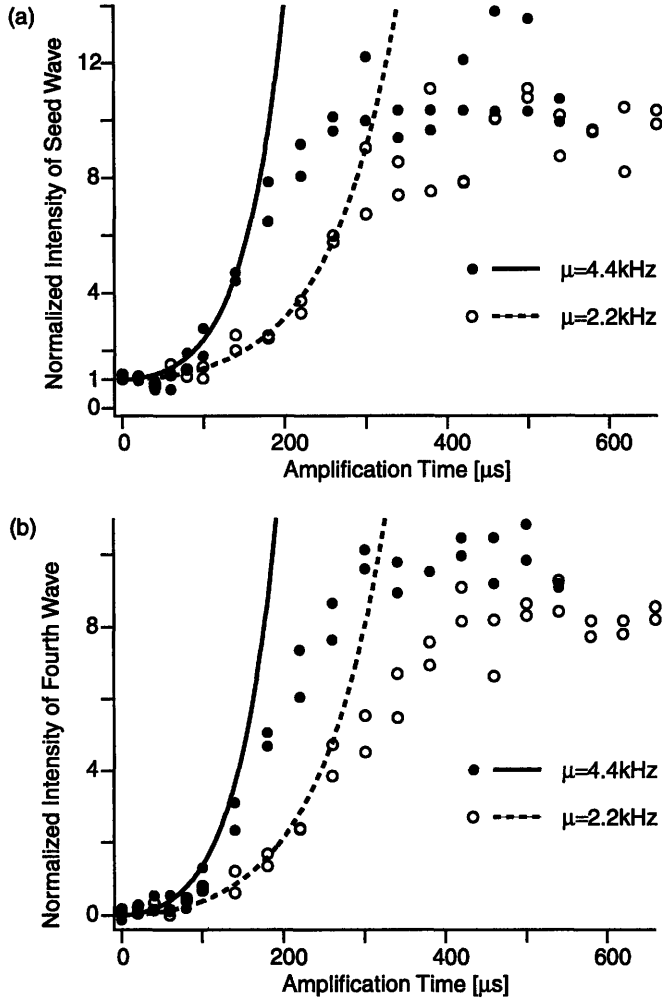 (a)
Normalized Intensity of Seed Wave
12
8
4
1
0
μ=4.4kHz
μ=2.2kHz
0 200 400 600
Amplification Time [μs]
(b)
Normalized Intensity of Fourth Wave
8
4
0
μ=4.4kHz
μ=2.2kHz
0 200 400 600
Amplification Time [μs]